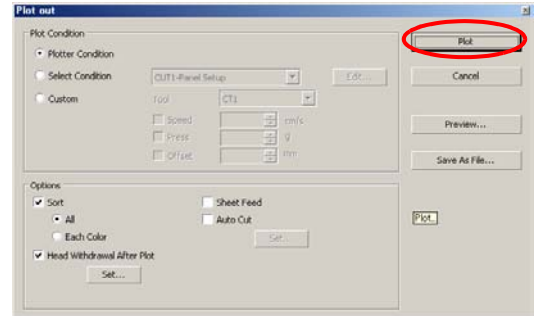 Plot out
Plot Condition
Plotter Condition
Select Condition
CUT1-Panel Setup
Edit...
Custom
Tool
CT1
Speed
cm/s
Press
g
Offset
mm
Plot
Cancel
Preview...
Save As File...
Options
Sort
Sheet Feed
All
Auto Cut
Each Color
Set...
Head Withdrawal After Plot
Set...
Plot.